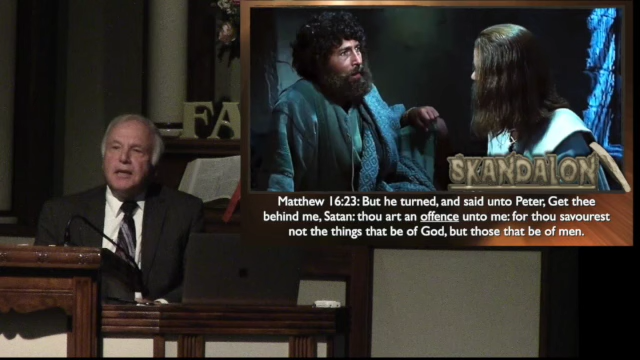 FA
SKANDALON
Matthew 16:23: But he turned, and said unto Peter, Get thee
behind me, Satan: thou art an offence unto me: for thou savourest
not the things that be of God, but those that be of men.